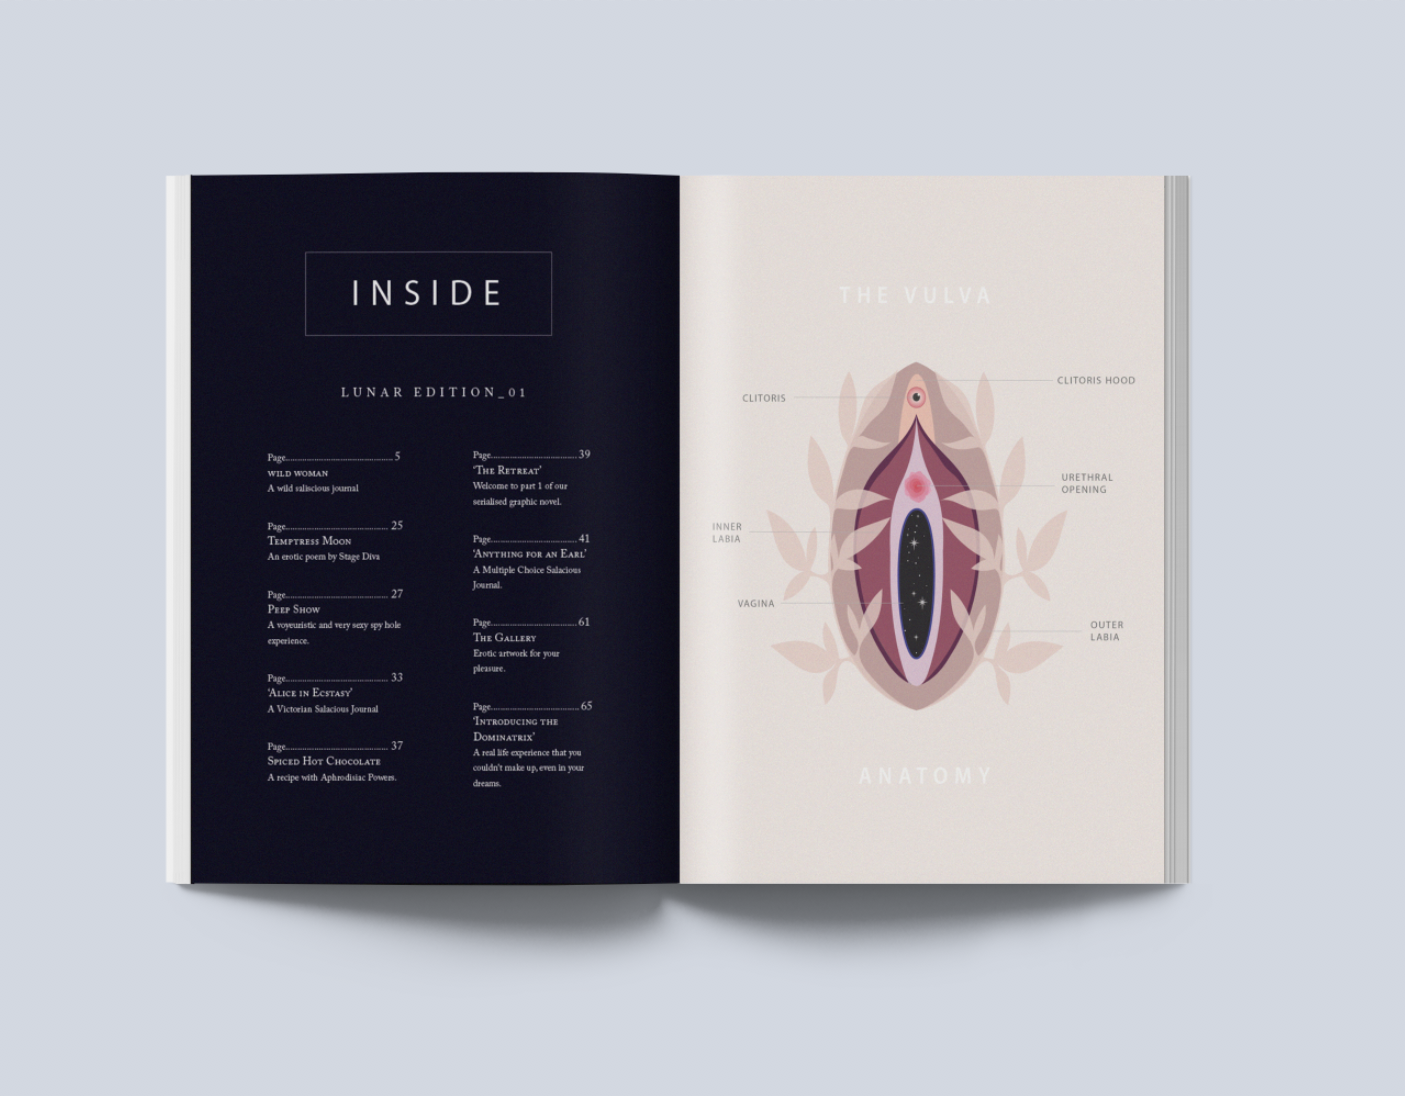 INSIDE
LUNAR EDITION_01
Page........................................ 5
WILD WOMAN
A wild saliscious journal
Page...................................... 25
TEMPTRESS MOON
An erotic poem by Stage Diva
Page...................................... 27
PEEP SHOW
A voyeuristic and very sexy spy hole
experience.
Page...................................... 33
‘ALICE IN ECSTASY’
A Victorian Salacious Journal
Page...................................... 37
SPICED HOT CHOCOLATE
A recipe with Aphrodisiac Powers.
Page................................39
‘THE RETREAT’
Welcome to part 1 of our
serialised graphic novel.
Page................................41
‘ANYTHING FOR AN EARL’
A Multiple Choice Salacious
Journal.
Page................................61
THE GALLERY
Erotic artwork for your
pleasure.
Page.................................65
‘INTRODUCING THE
DOMINATRIX’
A real life experience that you
couldn't make up, even in your
dreams.
THE VULVA
CLITORIS HOOD
CLITORIS
URETHRAL
OPENING
INNER
LABIA
VAGINA
OUTER
LABIA
ANATOMY